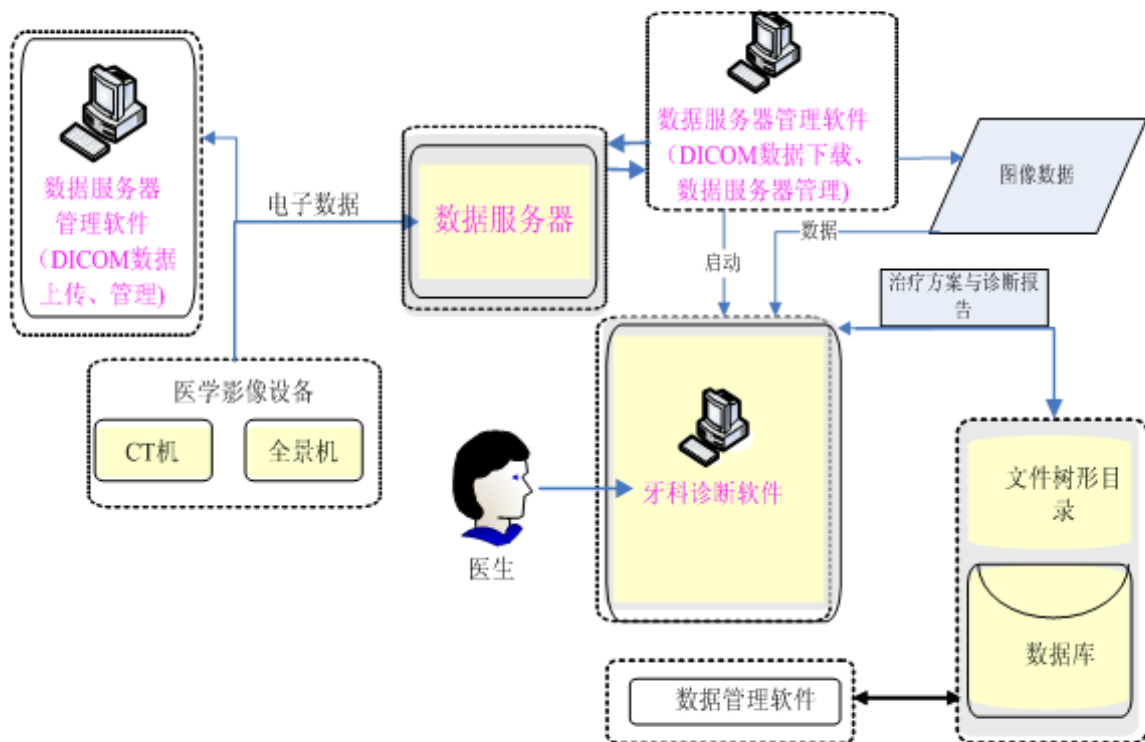 数据服务器
管理软件
（DICOM数据
上传、管理)
电子数据
数据服务器
数据服务器管理软件
（DICOM数据下载、
数据服务器管理)
图像数据
数据
启动
治疗方案与诊断报
告
医学影像设备
CT机
全景机
医生
牙科诊断软件
文件树形目
录
数据库
数据管理软件